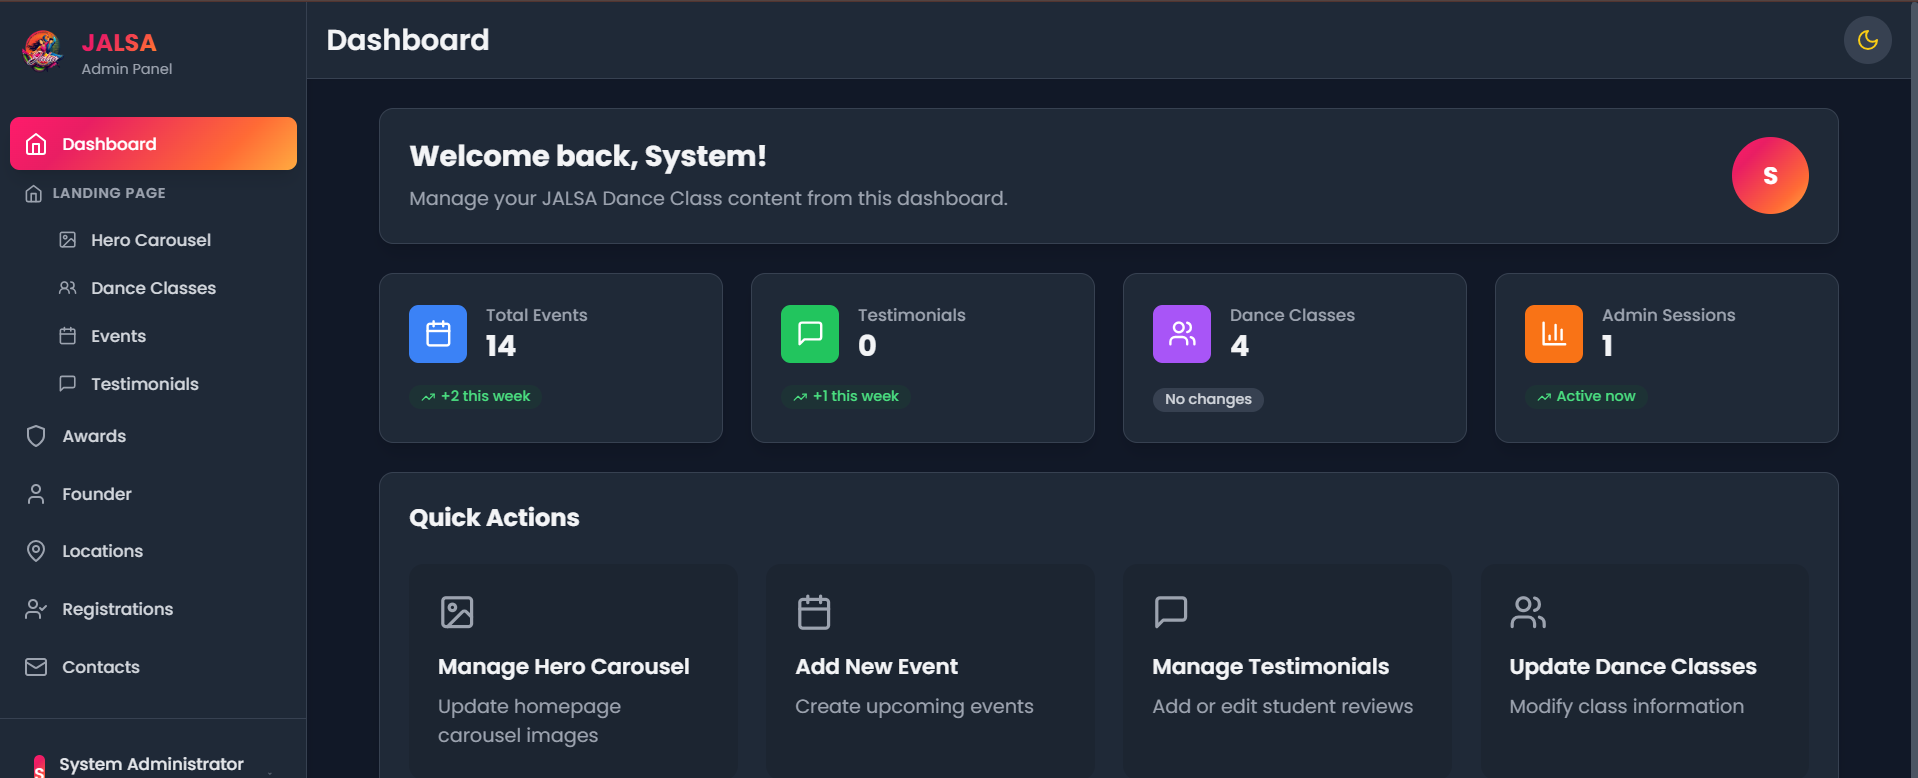 JALSA
Admin Panel
Dashboard
LANDING PAGE
Hero Carousel
Dance Classes
Events
Testimonials
Awards
Founder
Locations
Registrations
Contacts
S
System Administrator
Dashboard
Welcome back, System!
Manage your JALSA Dance Class content from this dashboard.
S
Total Events
14
+2 this week
Testimonials
0
+1 this week
Dance Classes
4
No changes
Admin Sessions
1
Active now
Quick Actions
Manage Hero Carousel
Update homepage
carousel images
Add New Event
Create upcoming events
Manage Testimonials
Add or edit student reviews
Update Dance Classes
Modify class information